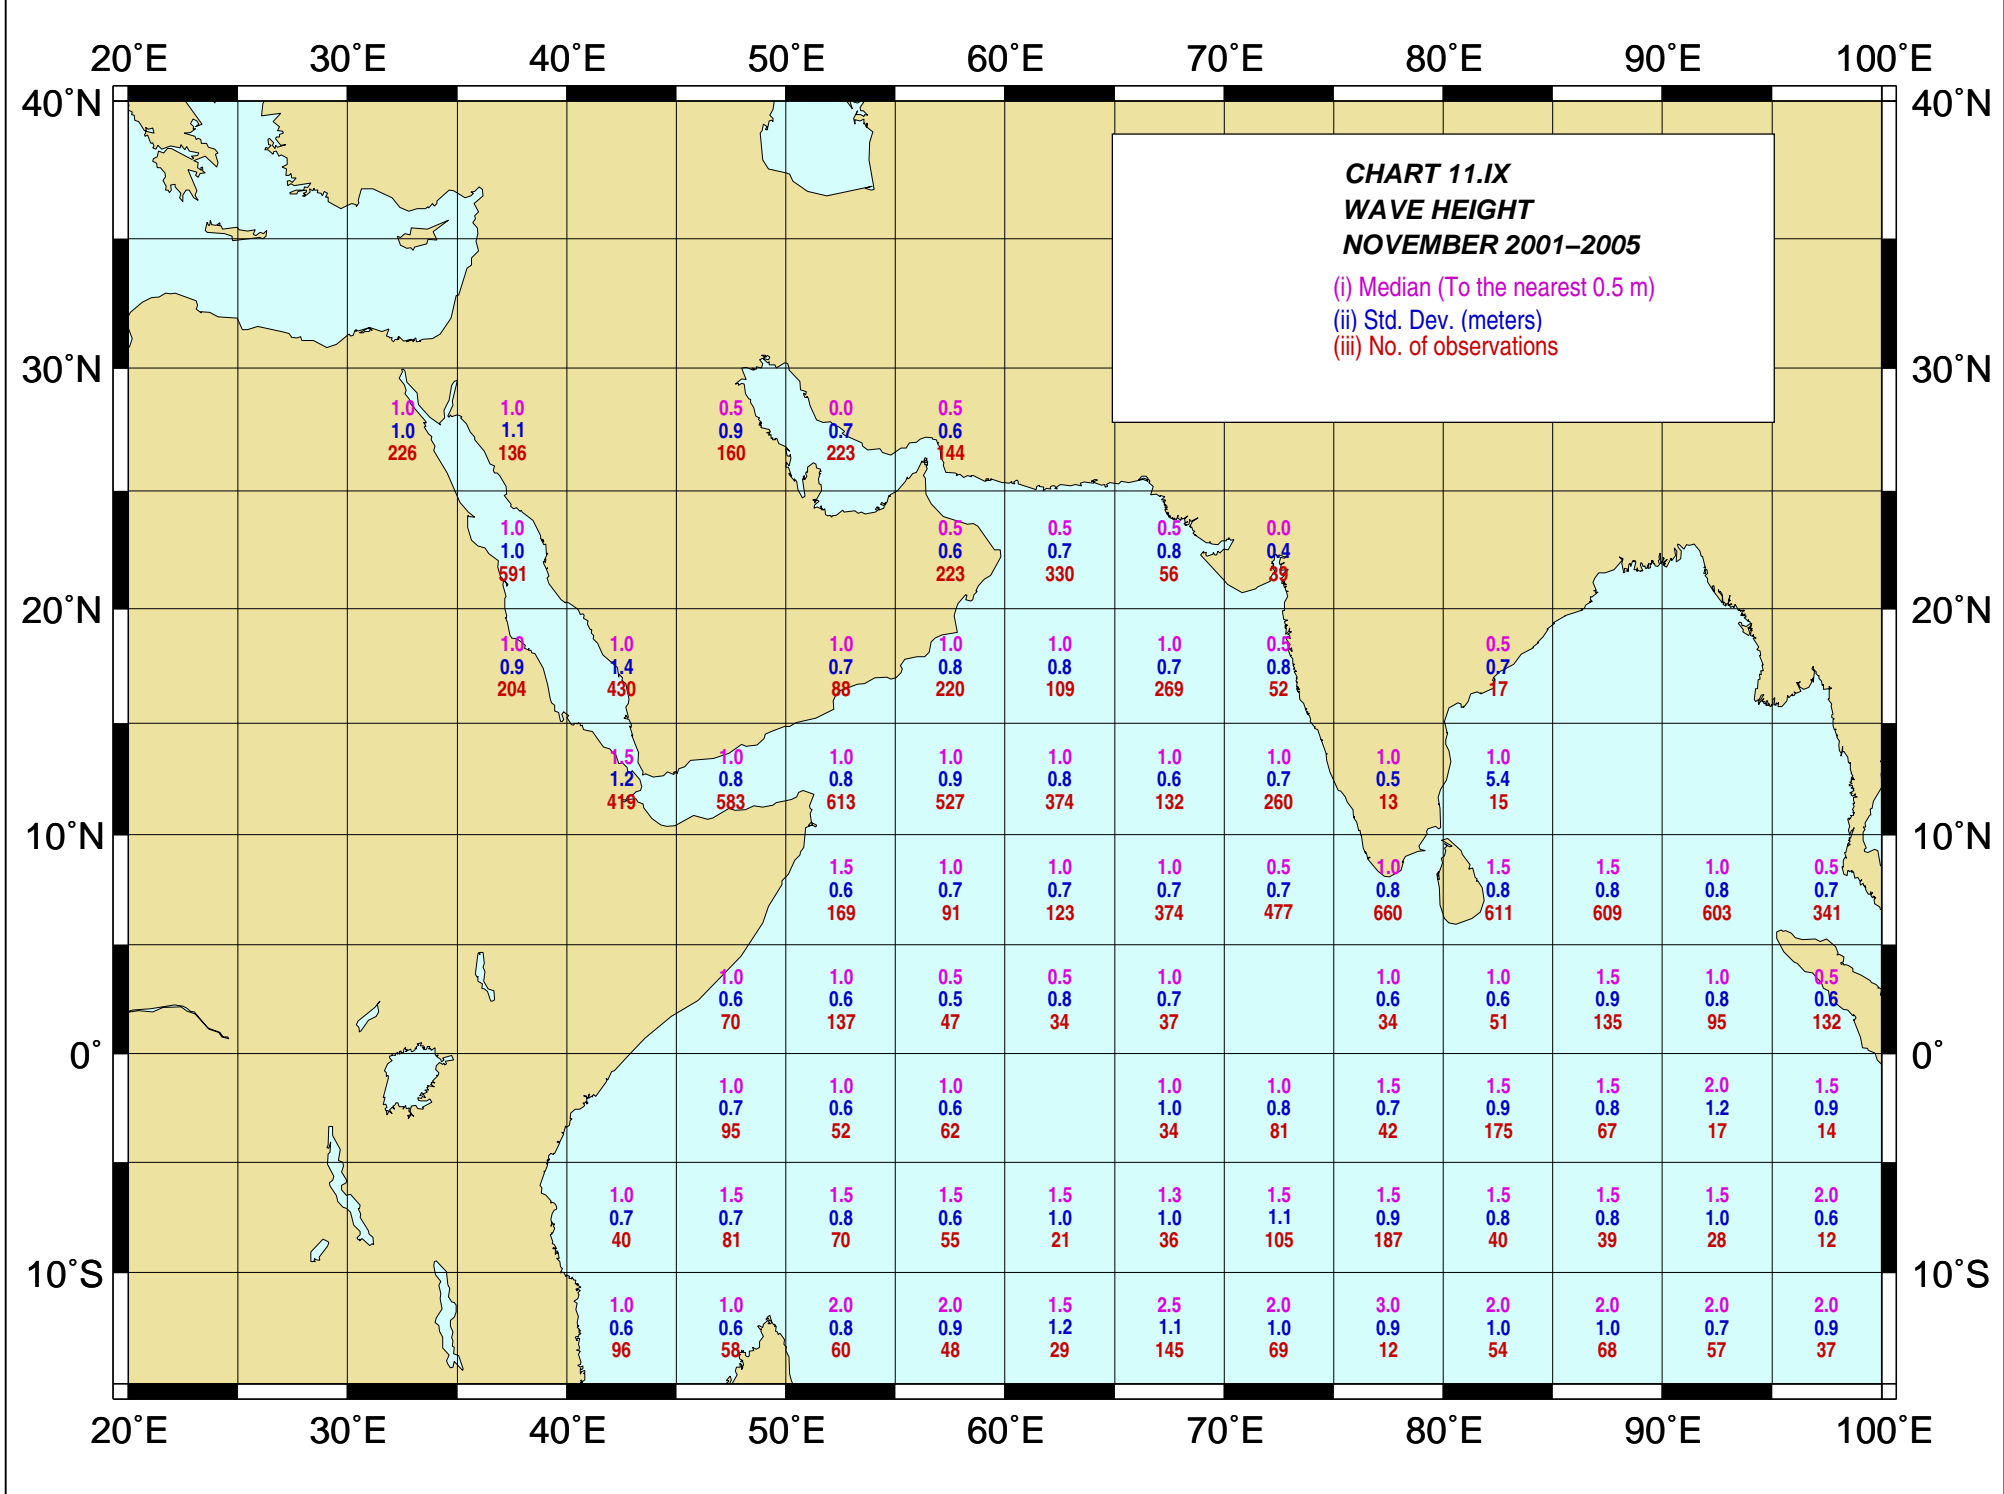 20°E 30°E 40°E 50°E 60°E 70°E 80°E 90°E 100°E
40°N 40°N
CHART 11.IX
WAVE HEIGHT
NOVEMBER 2001–2005
(i) Median (To the nearest 0.5 m)
(ii) Std. Dev. (meters)
(iii) No. of observations
30°N 30°N
1.0 1.0 0.5 0.0 0.5
1.0 1.1 0.9 0.7 0.6
226 136 160 223 144
1.0 0.5 0.5 0.5 0.0
1.0 0.6 0.7 0.8 0.4
591 223 330 56 39
20°N 20°N
1.0 1.0 1.0 1.0 1.0 1.0 0.5 0.5
0.9 1.4 0.7 0.8 0.8 0.7 0.8 0.7
204 430 88 220 109 269 52 17
1.5 1.0 1.0 1.0 1.0 1.0 1.0 1.0 1.0
1.2 0.8 0.8 0.9 0.8 0.6 0.7 0.5 5.4
419 583 613 527 374 132 260 13 15
10°N 10°N
1.5 1.0 1.0 1.0 0.5 1.0 1.5 1.5 1.0 0.5
0.6 0.7 0.7 0.7 0.7 0.8 0.8 0.8 0.8 0.7
169 91 123 374 477 660 611 609 603 341
1.0 1.0 0.5 0.5 1.0 1.0 1.0 1.5 1.0 0.5
0.6 0.6 0.5 0.8 0.7 0.6 0.6 0.9 0.8 0.6
70 137 47 34 37 34 51 135 95 132
0° 0°
1.0 1.0 1.0 1.0 1.0 1.5 1.5 1.5 2.0 1.5
0.7 0.6 0.6 1.0 0.8 0.7 0.9 0.8 1.2 0.9
95 52 62 34 81 42 175 67 17 14
1.0 1.5 1.5 1.5 1.5 1.3 1.5 1.5 1.5 1.5 1.5 2.0
0.7 0.7 0.8 0.6 1.0 1.0 1.1 0.9 0.8 0.8 1.0 0.6
40 81 70 55 21 36 105 187 40 39 28 12
10°S 10°S
1.0 1.0 2.0 2.0 1.5 2.5 2.0 3.0 2.0 2.0 2.0 2.0
0.6 0.6 0.8 0.9 1.2 1.1 1.0 0.9 1.0 1.0 0.7 0.9
96 58 60 48 29 145 69 12 54 68 57 37
20°E 30°E 40°E 50°E 60°E 70°E 80°E 90°E 100°E